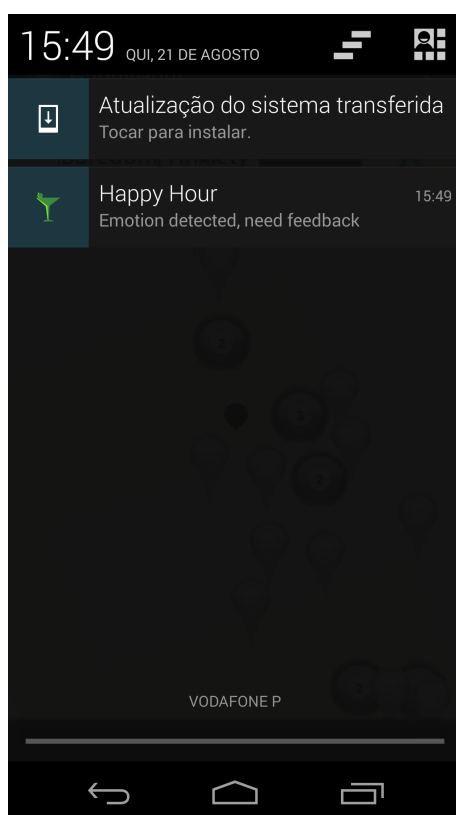 15:49 QUI, 21 DE AGOSTO
Atualização do sistema transferida
Tocar para instalar.
Happy Hour 15:49
Emotion detected, need feedback
VODAFONE P